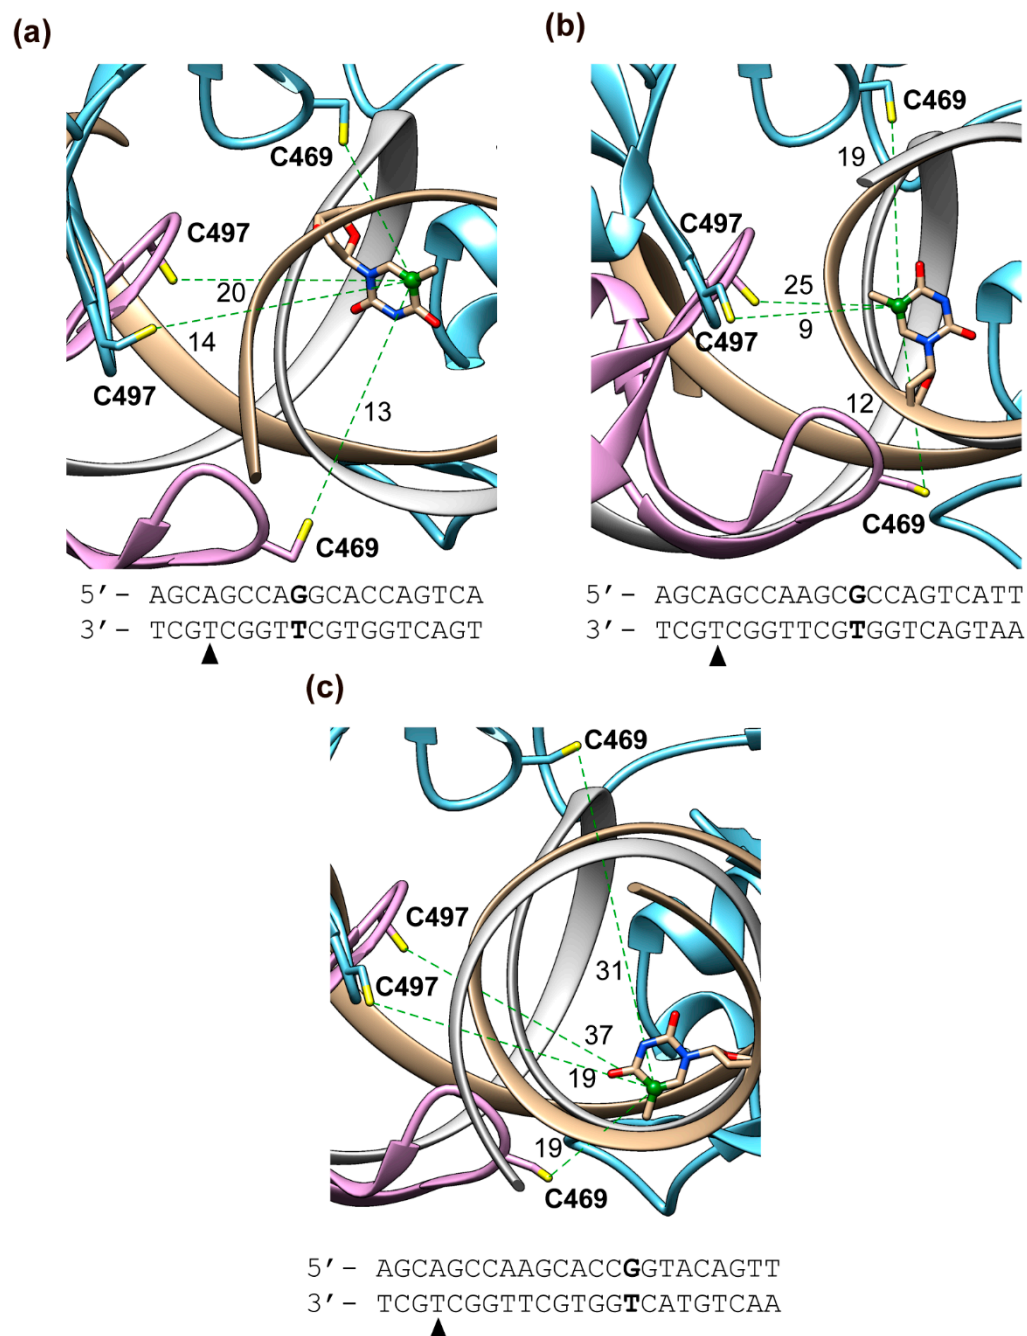 (a)
C469
C497
20
14
C497
13
C469
5′- AGCAGCCAGGCACCAGTCA
3′- TCGTCGGTTCGTGGTCAGT
(b)
C469
19
C497
25
9
C497
12
C469
5′- AGCAGCCAAGCGCCAGTCATT
3′- TCGTCGGTTCGTGGTCAGTAA
(c)
C469
C497
31
C497
37
19
19
C469
5′- AGCAGCCAAGCACCGGTACAGTT
3′- TCGTCGGTTCGTGGTCATGTCAA